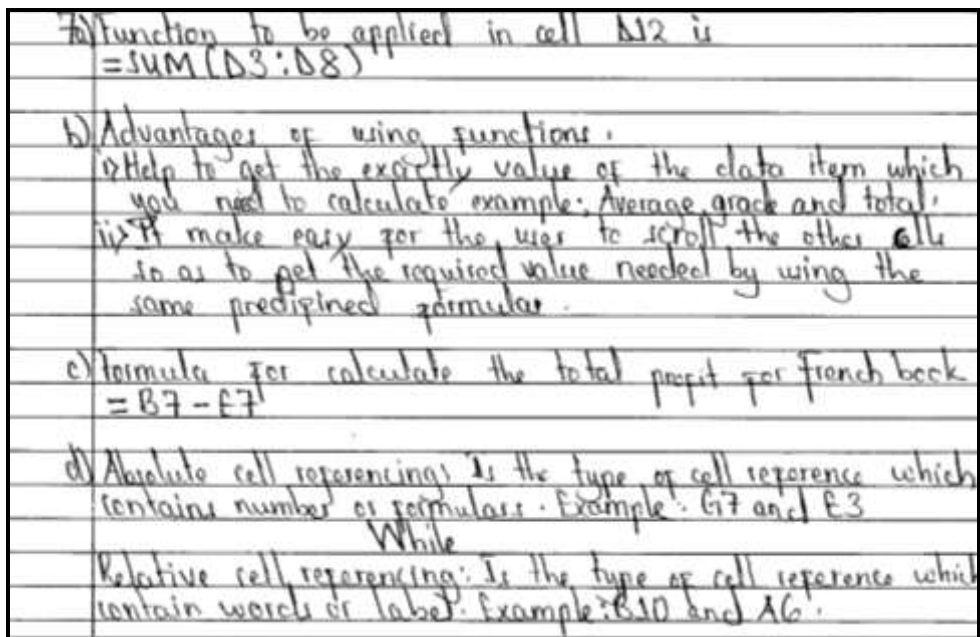 7a) Function to be applied in cell D12 is
=SUM(D3:D8)
b) Advantages of using functions.
i) Help to get the exactly value of the data item which
you need to calculate example: Average, grade and total.
ii) It make easy for the user to scroll the other cells
so as to get the required value needed by using the
same predifined formular.
c) Formula for calculate the total profit for French book
= B7 - E7
d) Absolute cell referencing: Is the type of cell reference which
contains number or formulars. Example: G7 and E3
While
Relative cell referencing: Is the type of cell reference which
contain words or label. Example: B10 and A6.